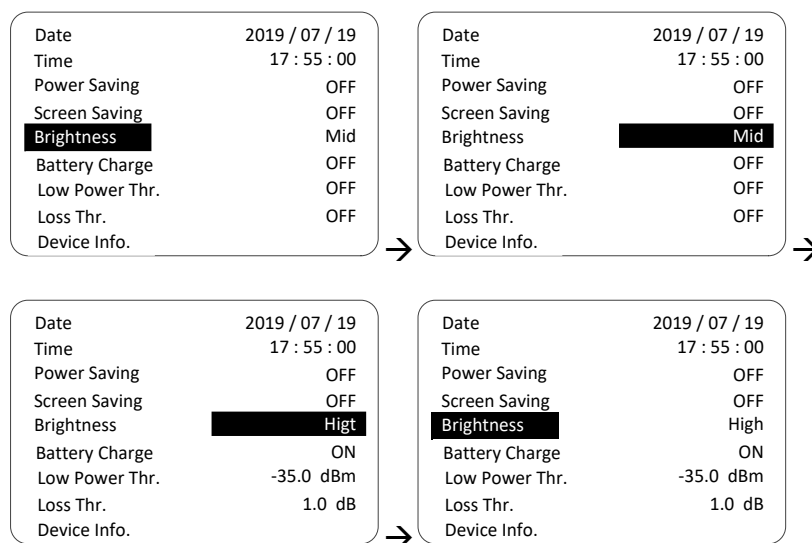 Date 2019 / 07 / 19
Time 17 : 55 : 00
Power Saving OFF
Screen Saving OFF
Brightness Mid
Battery Charge OFF
Low Power Thr. OFF
Loss Thr. OFF
Device Info.
→
Date 2019 / 07 / 19
Time 17 : 55 : 00
Power Saving OFF
Screen Saving OFF
Brightness Mid
Battery Charge OFF
Low Power Thr. OFF
Loss Thr. OFF
Device Info.
→
Date 2019 / 07 / 19
Time 17 : 55 : 00
Power Saving OFF
Screen Saving OFF
Brightness Higt
Battery Charge ON
Low Power Thr. -35.0 dBm
Loss Thr. 1.0 dB
Device Info.
→
Date 2019 / 07 / 19
Time 17 : 55 : 00
Power Saving OFF
Screen Saving OFF
Brightness High
Battery Charge ON
Low Power Thr. -35.0 dBm
Loss Thr. 1.0 dB
Device Info.